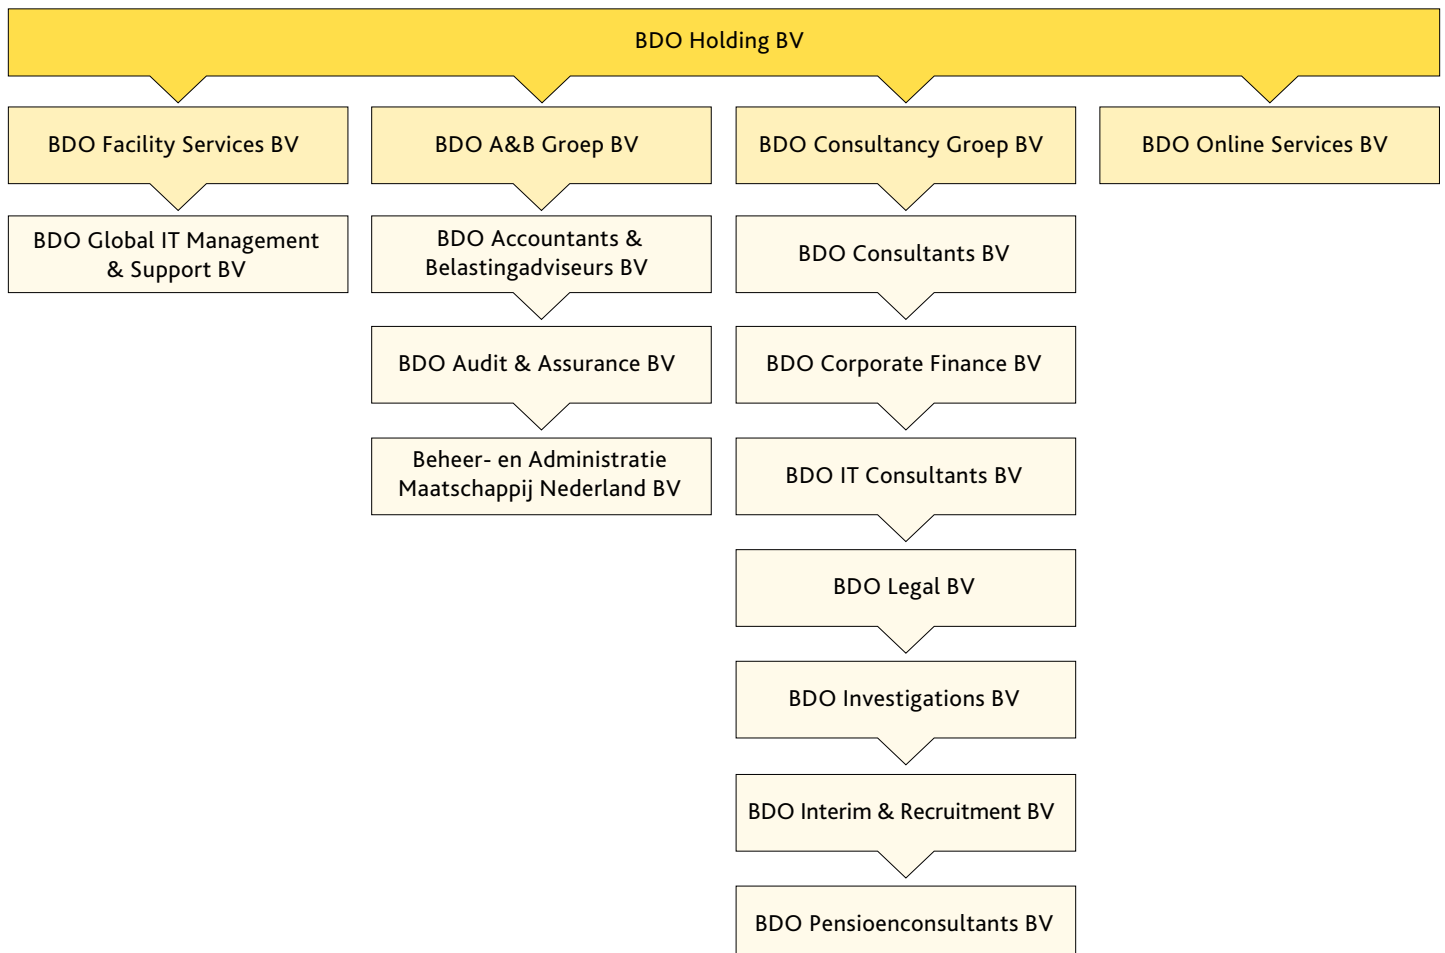 BDO Holding BV
BDO Facility Services BV
BDO A&B Groep BV
BDO Consultancy Groep BV
BDO Online Services BV
BDO Global IT Management
& Support BV
BDO Accountants &
Belastingadviseurs BV
BDO Consultants BV
BDO Audit & Assurance BV
BDO Corporate Finance BV
Beheer- en Administratie
Maatschappij Nederland BV
BDO IT Consultants BV
BDO Legal BV
BDO Investigations BV
BDO Interim & Recruitment BV
BDO Pensioenconsultants BV